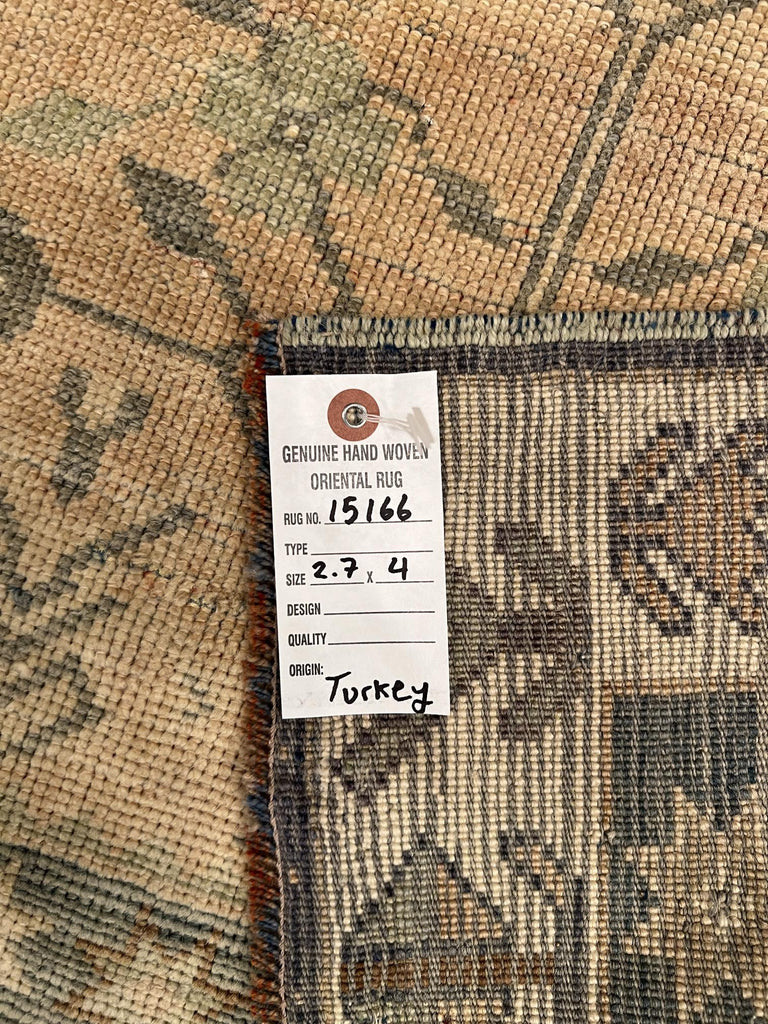 GENUINE HAND WOVEN
ORIENTAL RUG
RUG NO. 15166
TYPE
SIZE 2.7 X 4
DESIGN
QUALITY
ORIGIN:
Turkey